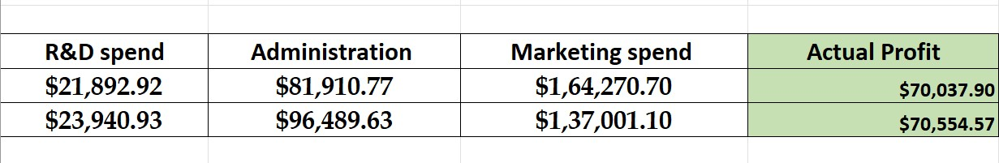 R&D spend Administration Marketing spend Actual Profit
$21,892.92 $81,910.77 $1,64,270.70 $70,037.90
$23,940.93 $96,489.63 $1,37,001.10 $70,554.57